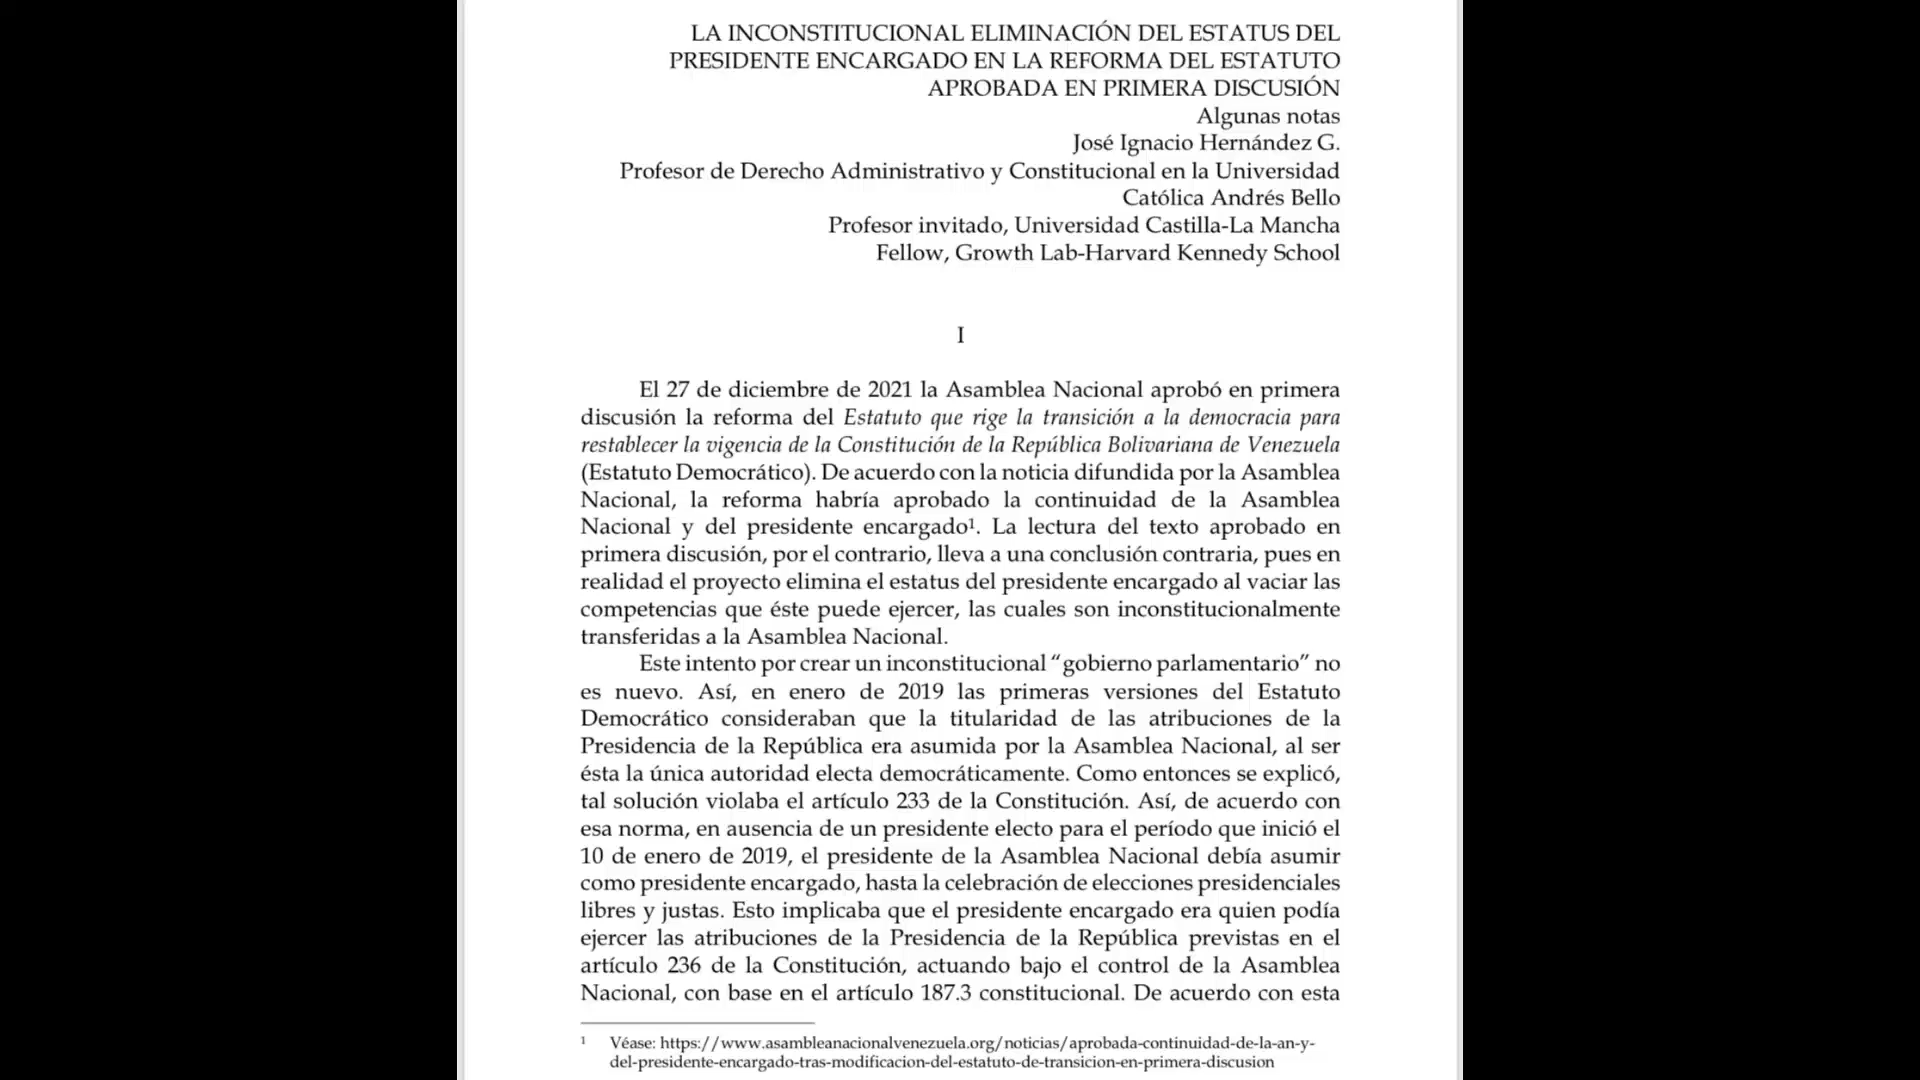 LA INCONSTITUCIONAL ELIMINACIÓN DEL ESTATUS DEL
PRESIDENTE ENCARGADO EN LA REFORMA DEL ESTATUTO
APROBADA EN PRIMERA DISCUSIÓN
Algunas notas
José Ignacio Hernández G.
Profesor de Derecho Administrativo y Constitucional en la Universidad
Católica Andrés Bello
Profesor invitado, Universidad Castilla-La Mancha
Fellow, Growth Lab-Harvard Kennedy School
I
El 27 de diciembre de 2021 la Asamblea Nacional aprobó en primera
discusión la reforma del Estatuto que rige la transición a la democracia para
restablecer la vigencia de la Constitución de la República Bolivariana de Venezuela
(Estatuto Democrático). De acuerdo con la noticia difundida por la Asamblea
Nacional, la reforma habría aprobado la continuidad de la Asamblea
Nacional y del presidente encargado¹. La lectura del texto aprobado en
primera discusión, por el contrario, lleva a una conclusión contraria, pues en
realidad el proyecto elimina el estatus del presidente encargado al vaciar las
competencias que éste puede ejercer, las cuales son inconstitucionalmente
transferidas a la Asamblea Nacional.
Este intento por crear un inconstitucional “gobierno parlamentario” no
es nuevo. Así, en enero de 2019 las primeras versiones del Estatuto
Democrático consideraban que la titularidad de las atribuciones de la
Presidencia de la República era asumida por la Asamblea Nacional, al ser
ésta la única autoridad electa democráticamente. Como entonces se explicó,
tal solución violaba el artículo 233 de la Constitución. Así, de acuerdo con
esa norma, en ausencia de un presidente electo para el período que inició el
10 de enero de 2019, el presidente de la Asamblea Nacional debía asumir
como presidente encargado, hasta la celebración de elecciones presidenciales
libres y justas. Esto implicaba que el presidente encargado era quien podía
ejercer las atribuciones de la Presidencia de la República previstas en el
artículo 236 de la Constitución, actuando bajo el control de la Asamblea
Nacional, con base en el artículo 187.3 constitucional. De acuerdo con esta
¹ Véase: https://www.asambleanacionalvenezuela.org/noticias/aprobada-continuidad-de-la-an-y-
del-presidente-encargado-tras-modificacion-del-estatuto-de-transicion-en-primera-discusion